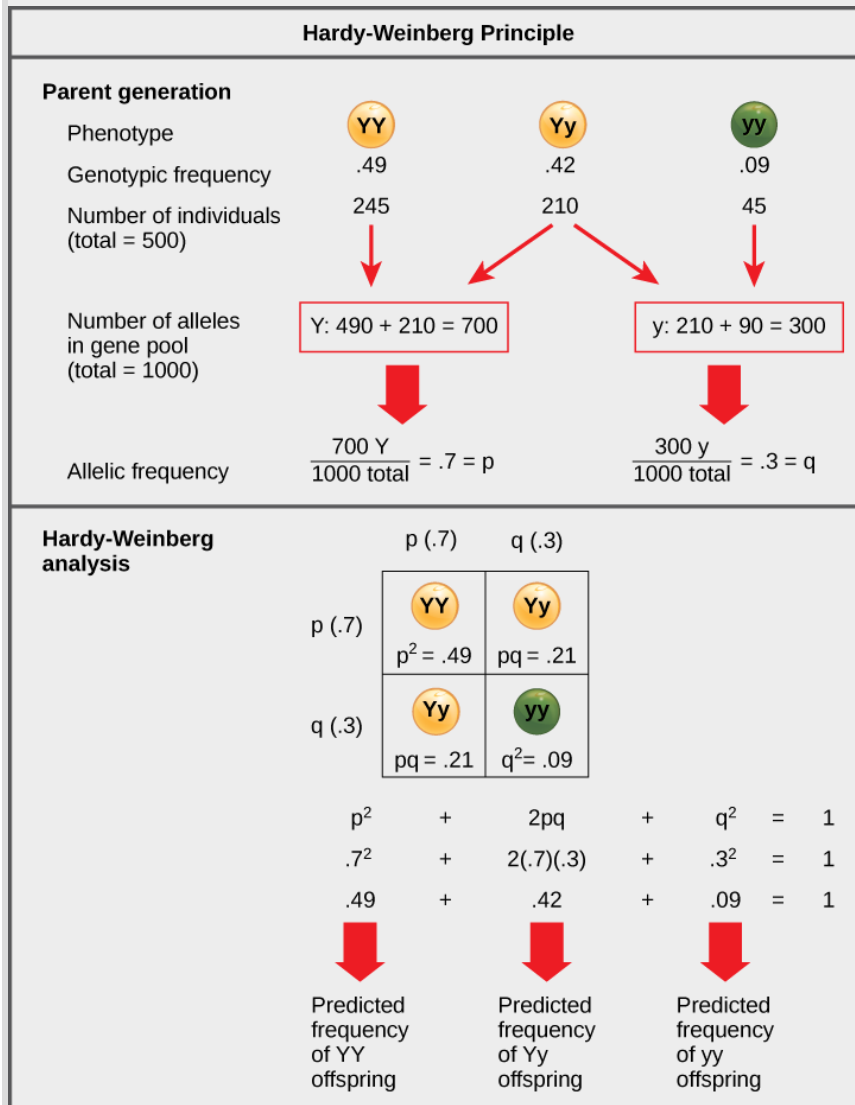 Hardy-Weinberg Principle
Parent generation
Phenotype
YY Yy yy
Genotypic frequency
.49 .42 .09
Number of individuals
(total = 500)
245 210 45
Number of alleles
in gene pool
(total = 1000)
Y: 490 + 210 = 700
y: 210 + 90 = 300
Allelic frequency
700 Y
1000 total
= .7 = p
300 y
1000 total
= .3 = q
Hardy-Weinberg
analysis
p (.7) q (.3)
p (.7)
YY Yy
p² = .49 pq = .21
q (.3)
Yy yy
pq = .21 q²= .09
p² + 2pq + q² = 1
.7² + 2(.7)(.3) + .3² = 1
.49 + .42 + .09 = 1
Predicted
frequency
of YY
offspring
Predicted
frequency
of Yy
offspring
Predicted
frequency
of yy
offspring